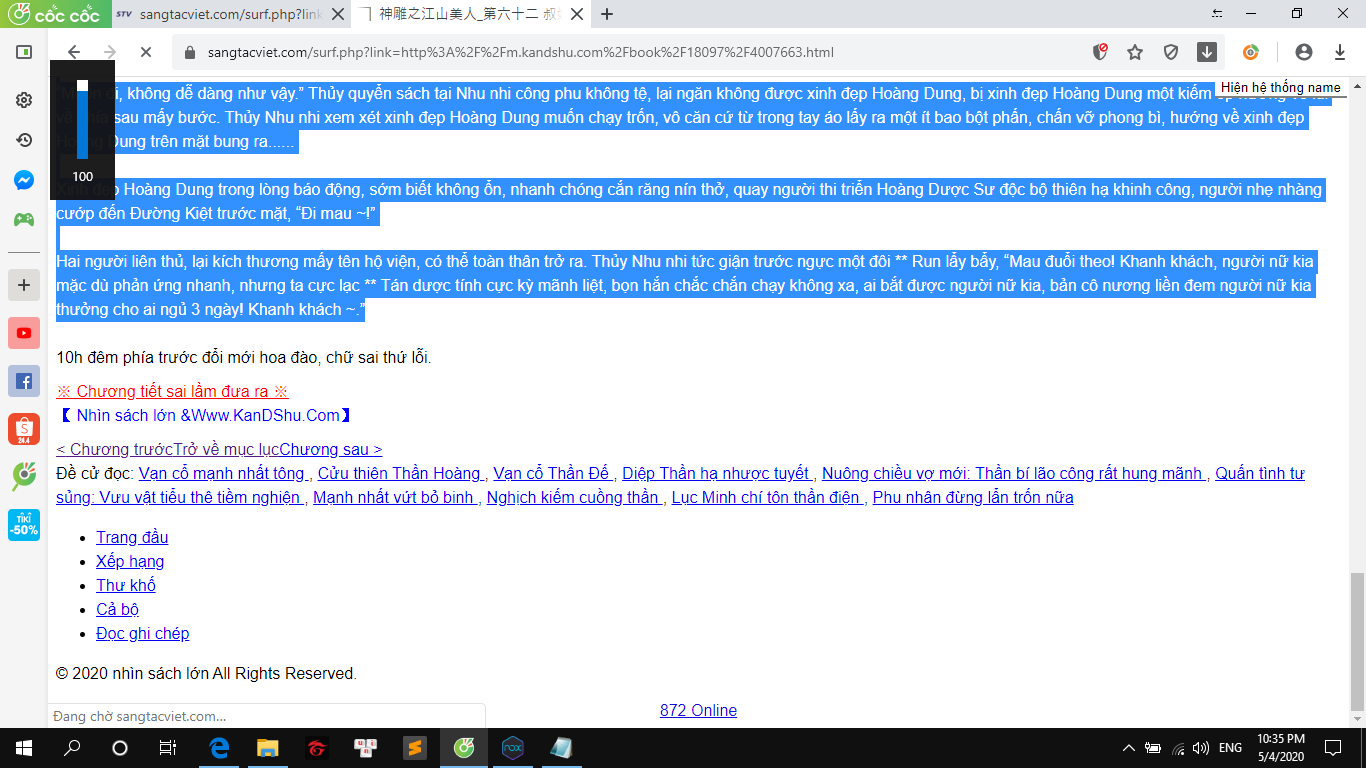 cốc cốc
STV sangtacviet.com/surf.php?link
神雕之江山美人_第六十二 叔
sangtacviet.com/surf.php?link=http%3A%2F%2Fm.kandshu.com%2Fbook%2F18097%2F4007663.html
Hiện hệ thống name
đi, không dễ dàng như vậy.” Thủy quyển sách tại Nhu nhi công phu không tệ, lại ngăn không được xinh đẹp Hoàng Dung, bị xinh đẹp Hoàng Dung một kiếm
sau mấy bước. Thủy Nhu nhi xem xét xinh đẹp Hoàng Dung muốn chạy trốn, vô căn cứ từ trong tay áo lấy ra một ít bao bột phấn, chấn vỡ phong bì, hướng về xinh đẹp
Dung trên mặt bung ra......
Xinh đẹp Hoàng Dung trong lòng báo động, sớm biết không ổn, nhanh chóng cắn răng nín thở, quay người thi triển Hoàng Dược Sư độc bộ thiên hạ khinh công, người nhẹ nhàng
cướp đến Đường Kiệt trước mặt, “Đi mau ~!”
Hai người liên thủ, lại kích thương mấy tên hộ viện, có thể toàn thân trở ra. Thủy Nhu nhi tức giận trước ngực một đôi ** Run lẩy bẩy, “Mau đuổi theo! Khanh khách, người nữ kia
mặc dù phản ứng nhanh, nhưng ta cực lạc ** Tán dược tính cực kỳ mãnh liệt, bọn hắn chắc chắn chạy không xa, ai bắt được người nữ kia, bản cô nương liền đem người nữ kia
thưởng cho ai ngủ 3 ngày! Khanh khách ~.”
100
10h đêm phía trước đổi mới hoa đào, chữ sai thứ lỗi.
※ Chương tiết sai lầm đưa ra ※
【 Nhìn sách lớn &Www.KanDShu.Com】
< Chương trướcTrở về mục lụcChương sau >
Đề cử đọc: Vạn cổ mạnh nhất tông , Cửu thiên Thần Hoàng , Vạn cổ Thần Đế , Diệp Thần hạ nhược tuyết , Nuông chiều vợ mới: Thần bí lão công rất hung mãnh , Quấn tình tư
sủng: Vưu vật tiểu thê tiềm nghiện , Mạnh nhất vứt bỏ binh , Nghịch kiếm cuồng thần , Lục Minh chí tôn thần điện , Phu nhân đừng lẩn trốn nữa
24.4
TIKI
-50%
Trang đầu
Xếp hạng
Thư khố
Cả bộ
Đọc ghi chép
© 2020 nhìn sách lớn All Rights Reserved.
872 Online
Đang chờ sangtacviet.com...
nox
ENG
10:35 PM
5/4/2020